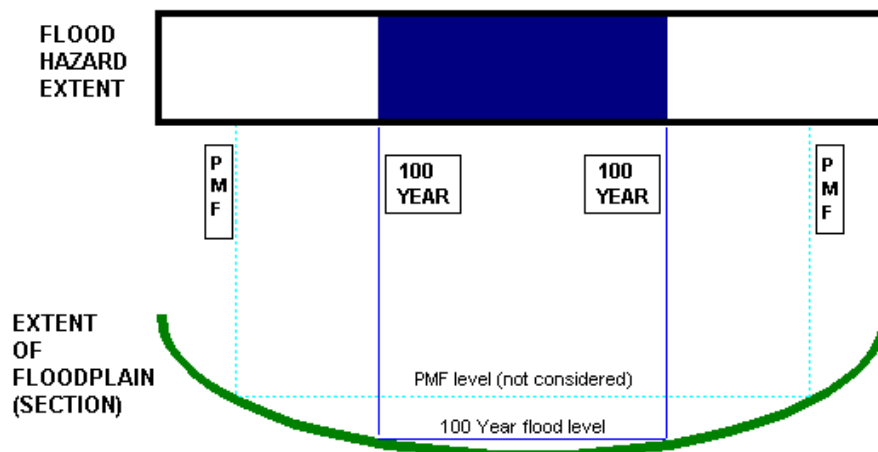 FLOOD
HAZARD
EXTENT
P
M
F
100
YEAR
100
YEAR
P
M
F
EXTENT
OF
FLOODPLAIN
(SECTION)
PMF level (not considered)
100 Year flood level